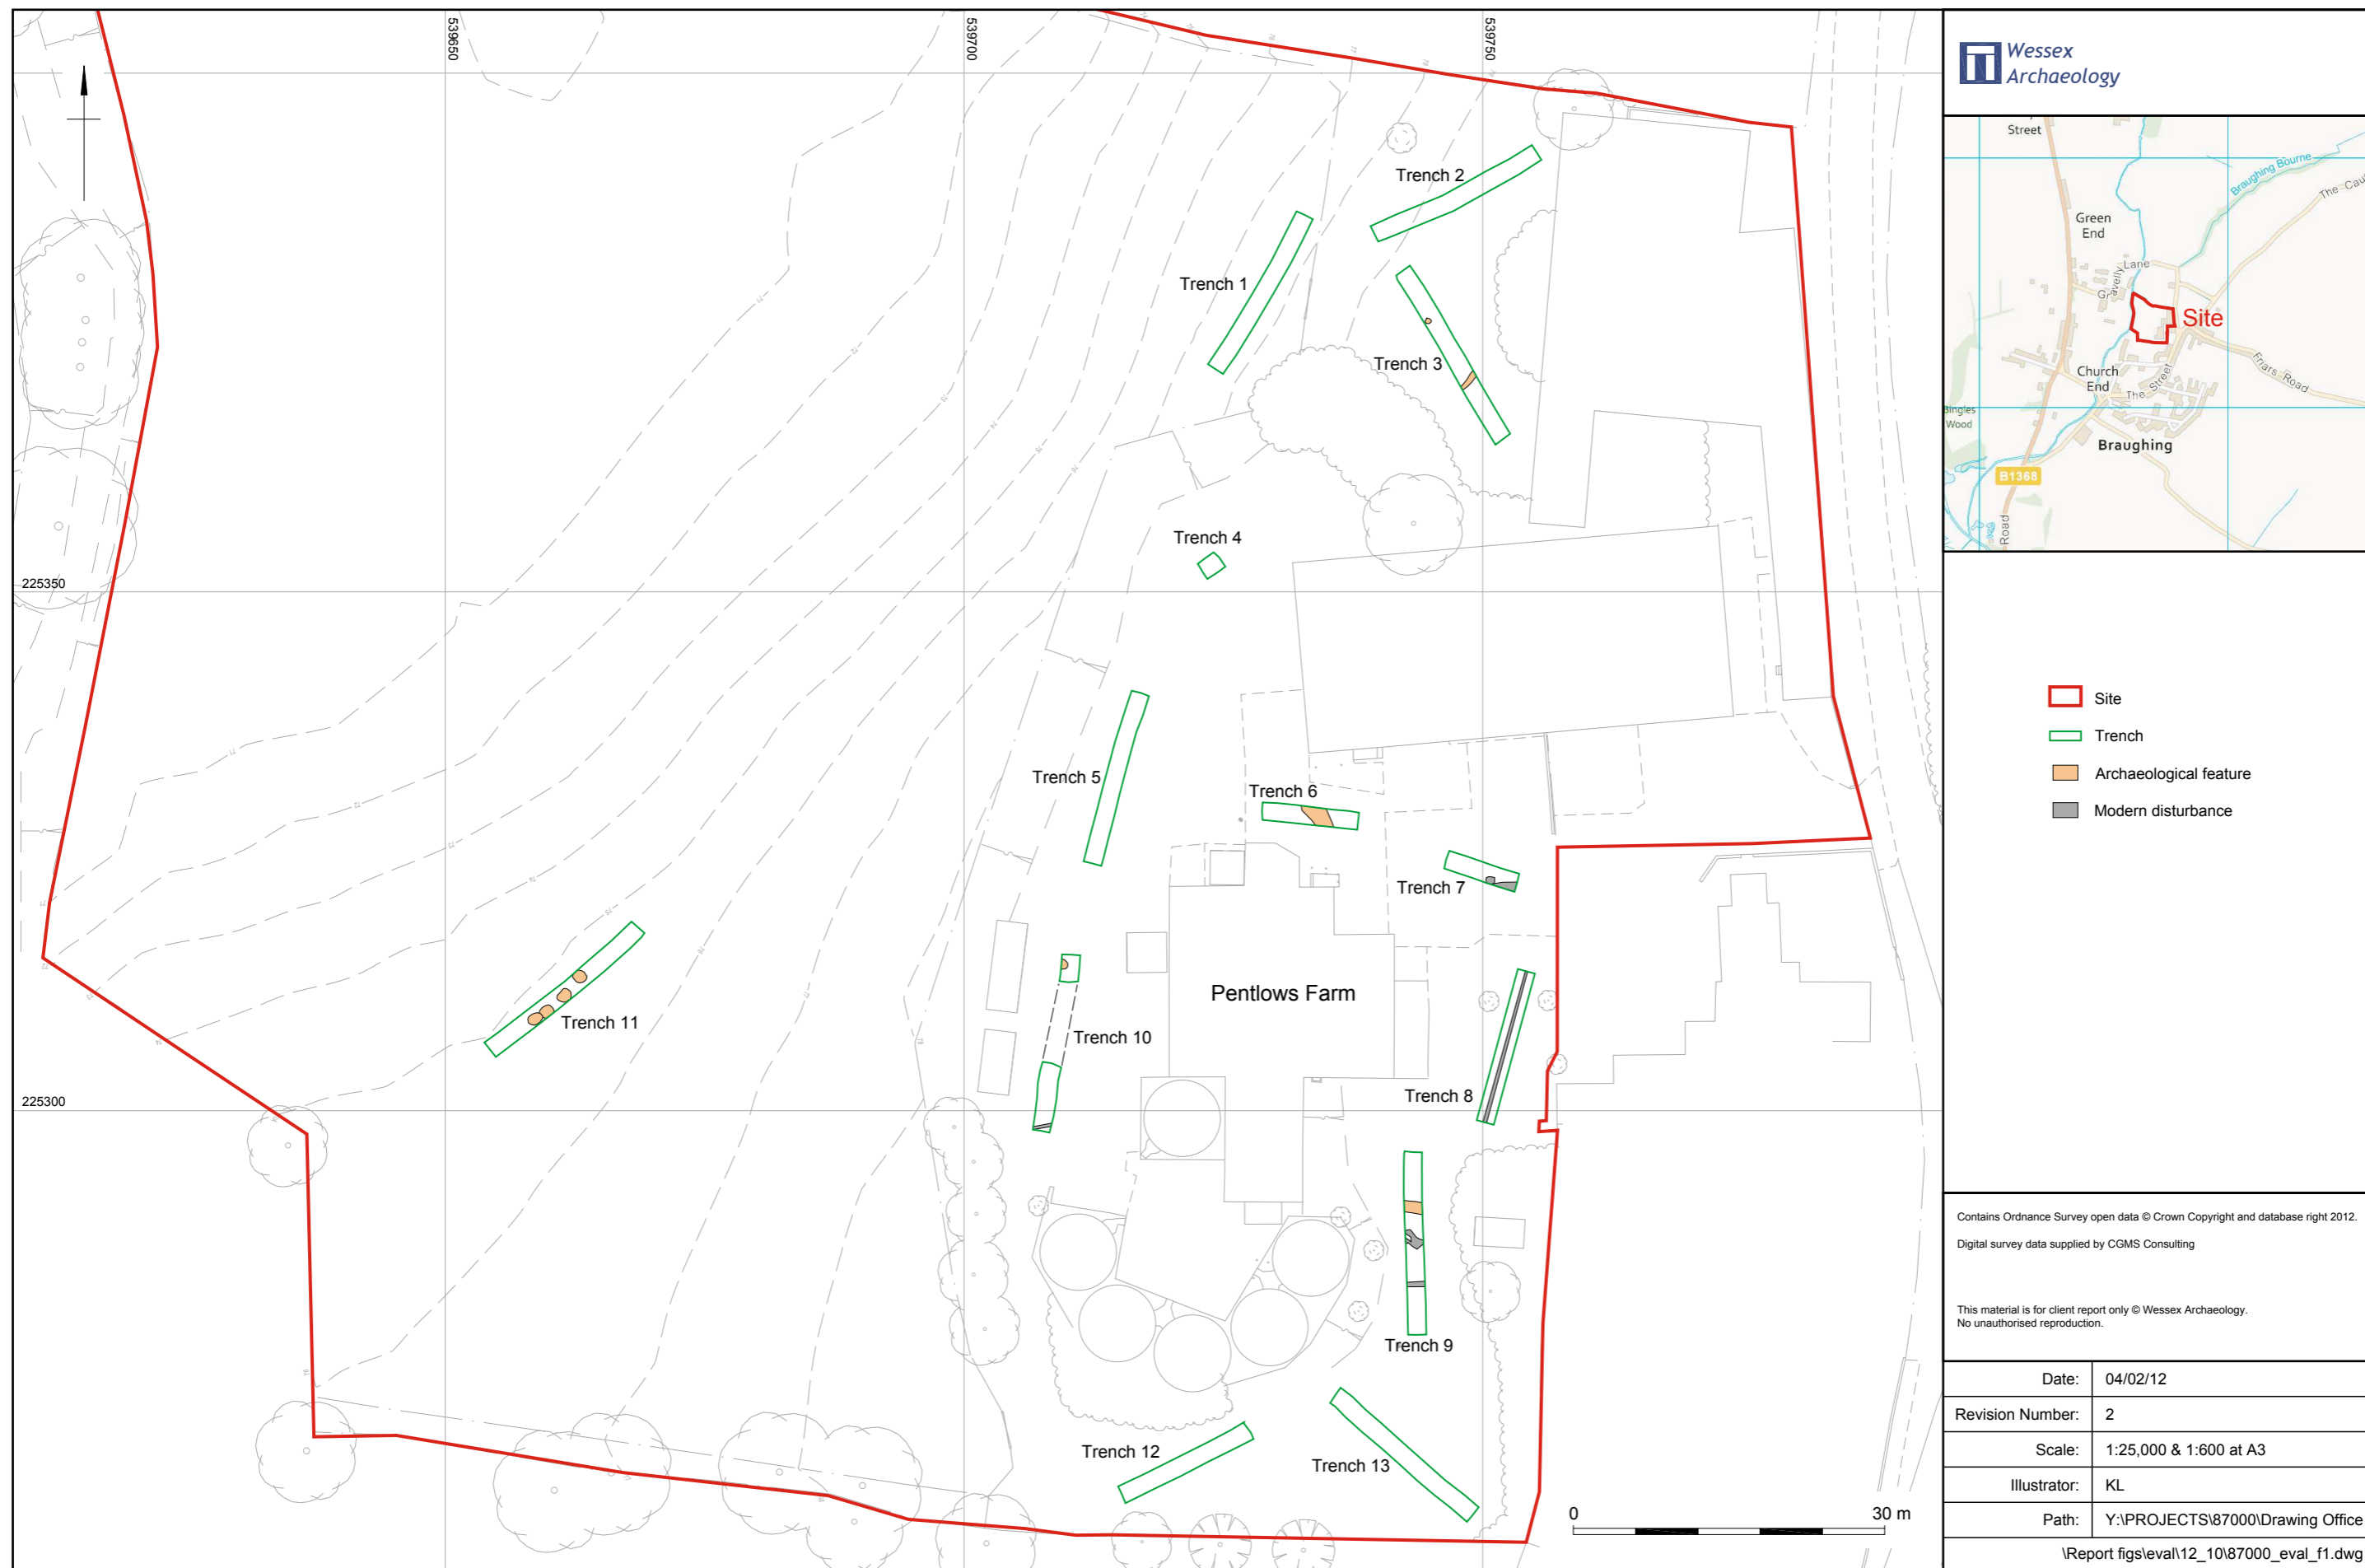 539650
539700
539750
225350
225300
Trench 1
Trench 2
Trench 3
Trench 4
Trench 5
Trench 6
Trench 7
Trench 8
Trench 9
Trench 10
Trench 11
Trench 12
Trench 13
Pentlows Farm
0
30 m
Wessex
Archaeology
Street
Braughing Bourne
Green
End
Lane
Gravelly
Site
Church
End
The Street
Friars Road
Bingles
Wood
Braughing
B1368
Road
Site
Trench
Archaeological feature
Modern disturbance
Contains Ordnance Survey open data © Crown Copyright and database right 2012.
Digital survey data supplied by CGMS Consulting
This material is for client report only © Wessex Archaeology.
No unauthorised reproduction.
Date: 04/02/12
Revision Number: 2
Scale: 1:25,000 & 1:600 at A3
Illustrator: KL
Path: Y:\PROJECTS\87000\Drawing Office
\Report figs\eval\12_10\87000_eval_f1.dwg